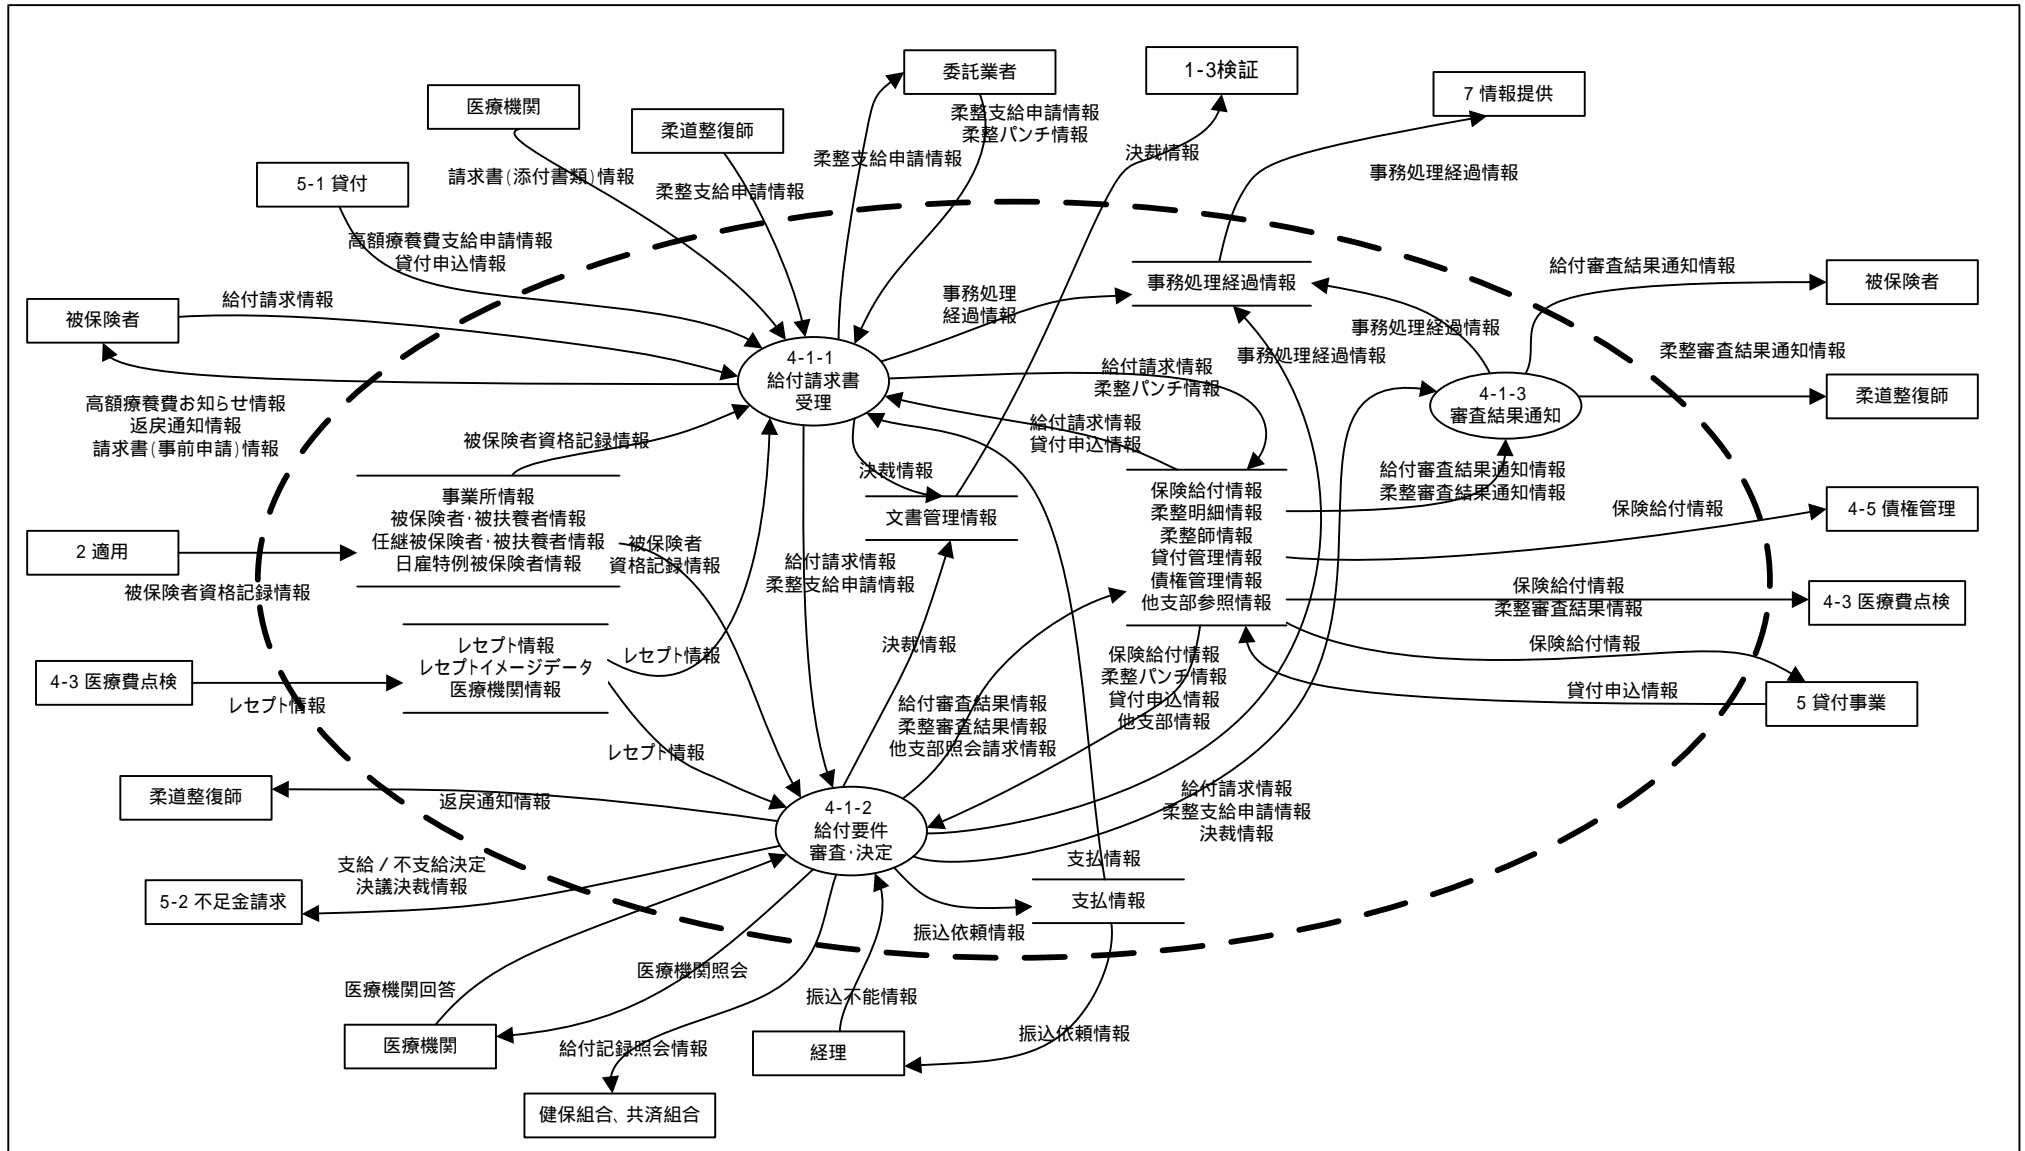 委託業者
1-3検証
7 情報提供
医療機関
柔道整復師
柔整支給申請情報
柔整パンチ情報
柔整支給申請情報
決裁情報
事務処理経過情報
5-1 貸付
請求書(添付書類)情報
柔整支給申請情報
高額療養費支給申請情報
貸付申込情報
給付審査結果通知情報
被保険者
事務処理経過情報
被保険者
給付請求情報
事務処理
経過情報
事務処理経過情報
事務処理経過情報
柔整審査結果通知情報
4-1-1
給付請求書
受理
給付請求情報
柔整パンチ情報
4-1-3
審査結果通知
柔道整復師
高額療養費お知らせ情報
返戻通知情報
請求書(事前申請)情報
被保険者資格記録情報
給付請求情報
貸付申込情報
決裁情報
給付審査結果通知情報
柔整審査結果通知情報
事業所情報
被保険者・被扶養者情報
任継被保険者・被扶養者情報
日雇特例被保険者情報
文書管理情報
保険給付情報
柔整明細情報
柔整師情報
貸付管理情報
債権管理情報
他支部参照情報
保険給付情報
4-5 債権管理
2 適用
被保険者資格記録情報
被保険者
資格記録情報
給付請求情報
柔整支給申請情報
保険給付情報
柔整審査結果情報
4-3 医療費点検
レセプト情報
レセプトイメージデータ
医療機関情報
レセプト情報
決裁情報
保険給付情報
柔整パンチ情報
貸付申込情報
他支部情報
保険給付情報
4-3 医療費点検
レセプト情報
給付審査結果情報
柔整審査結果情報
他支部照会請求情報
貸付申込情報
5 貸付事業
レセプト情報
柔道整復師
返戻通知情報
4-1-2
給付要件
審査・決定
給付請求情報
柔整支給申請情報
決裁情報
支給/不支給決定
決議決裁情報
支払情報
5-2 不足金請求
支払情報
振込依頼情報
医療機関照会
医療機関回答
振込不能情報
振込依頼情報
医療機関
給付記録照会情報
経理
健保組合、共済組合